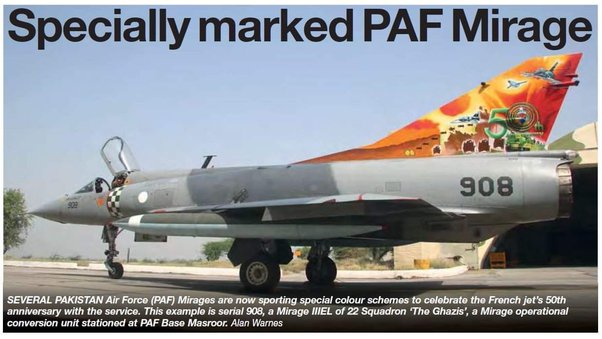 Specially marked PAF Mirage
50
908
908
SEVERAL PAKISTAN Air Force (PAF) Mirages are now sporting special colour schemes to celebrate the French jet's 50th
anniversary with the service. This example is serial 908, a Mirage IIIEL of 22 Squadron 'The Ghazis', a Mirage operational
conversion unit stationed at PAF Base Masroor. Alan Warnes